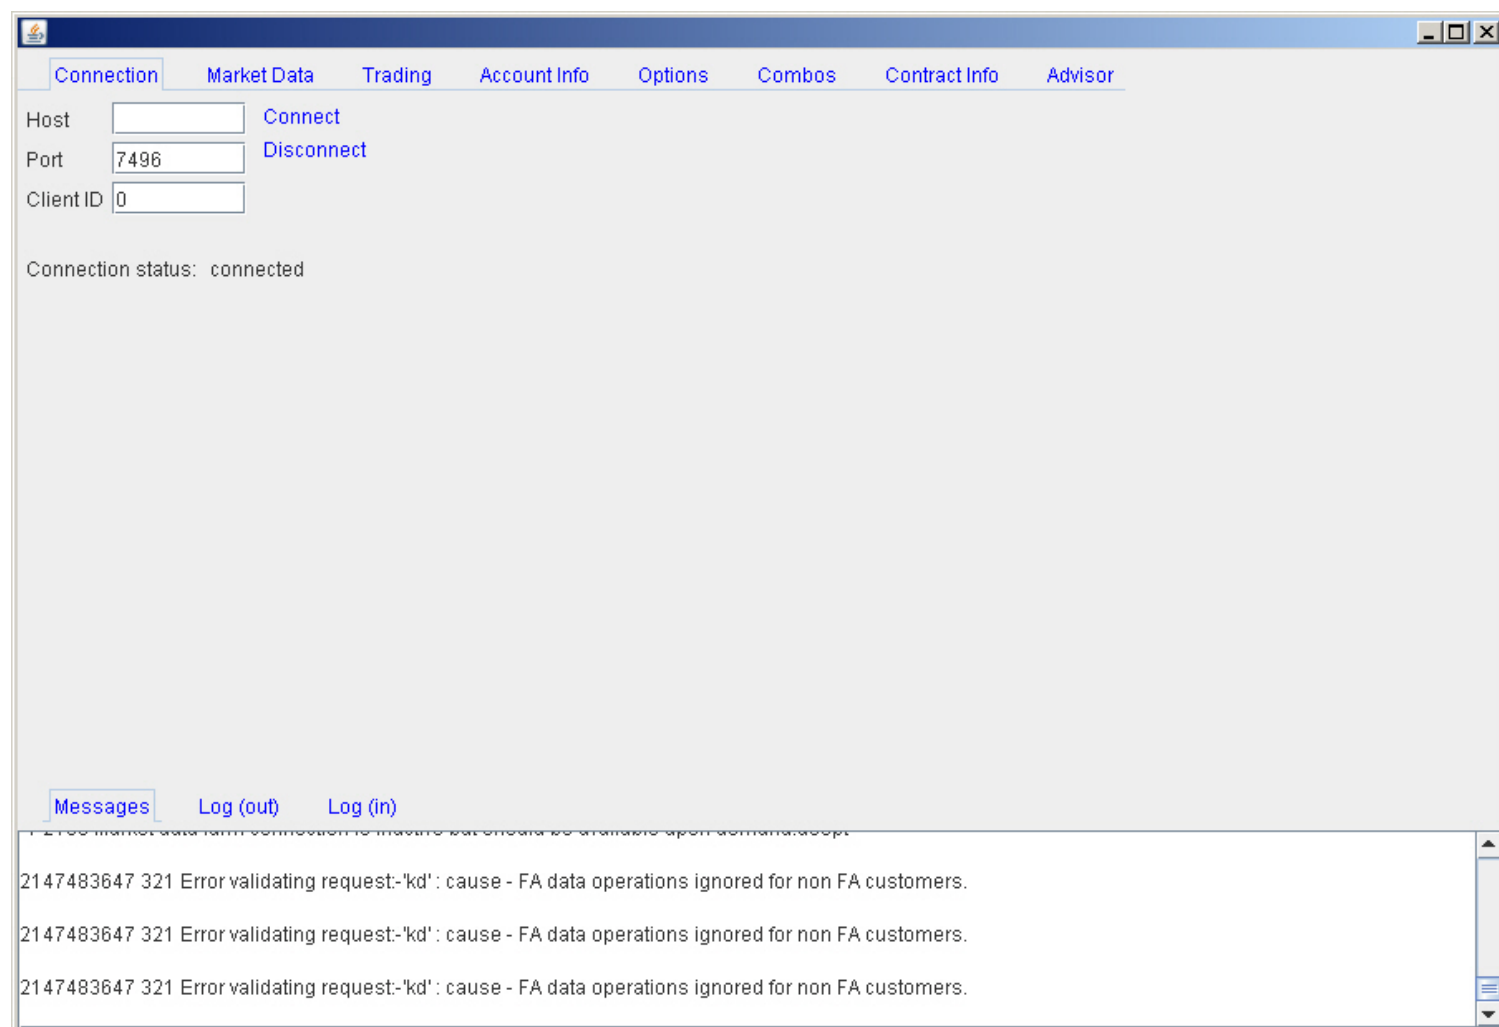 Connection Market Data Trading Account Info Options Combos Contract Info Advisor
Host Connect
Port 7496 Disconnect
Client ID 0
Connection status: connected
Messages Log (out) Log (in)
2147483647 321 Error validating request:-'kd' : cause - FA data operations ignored for non FA customers.
2147483647 321 Error validating request:-'kd' : cause - FA data operations ignored for non FA customers.
2147483647 321 Error validating request:-'kd' : cause - FA data operations ignored for non FA customers.